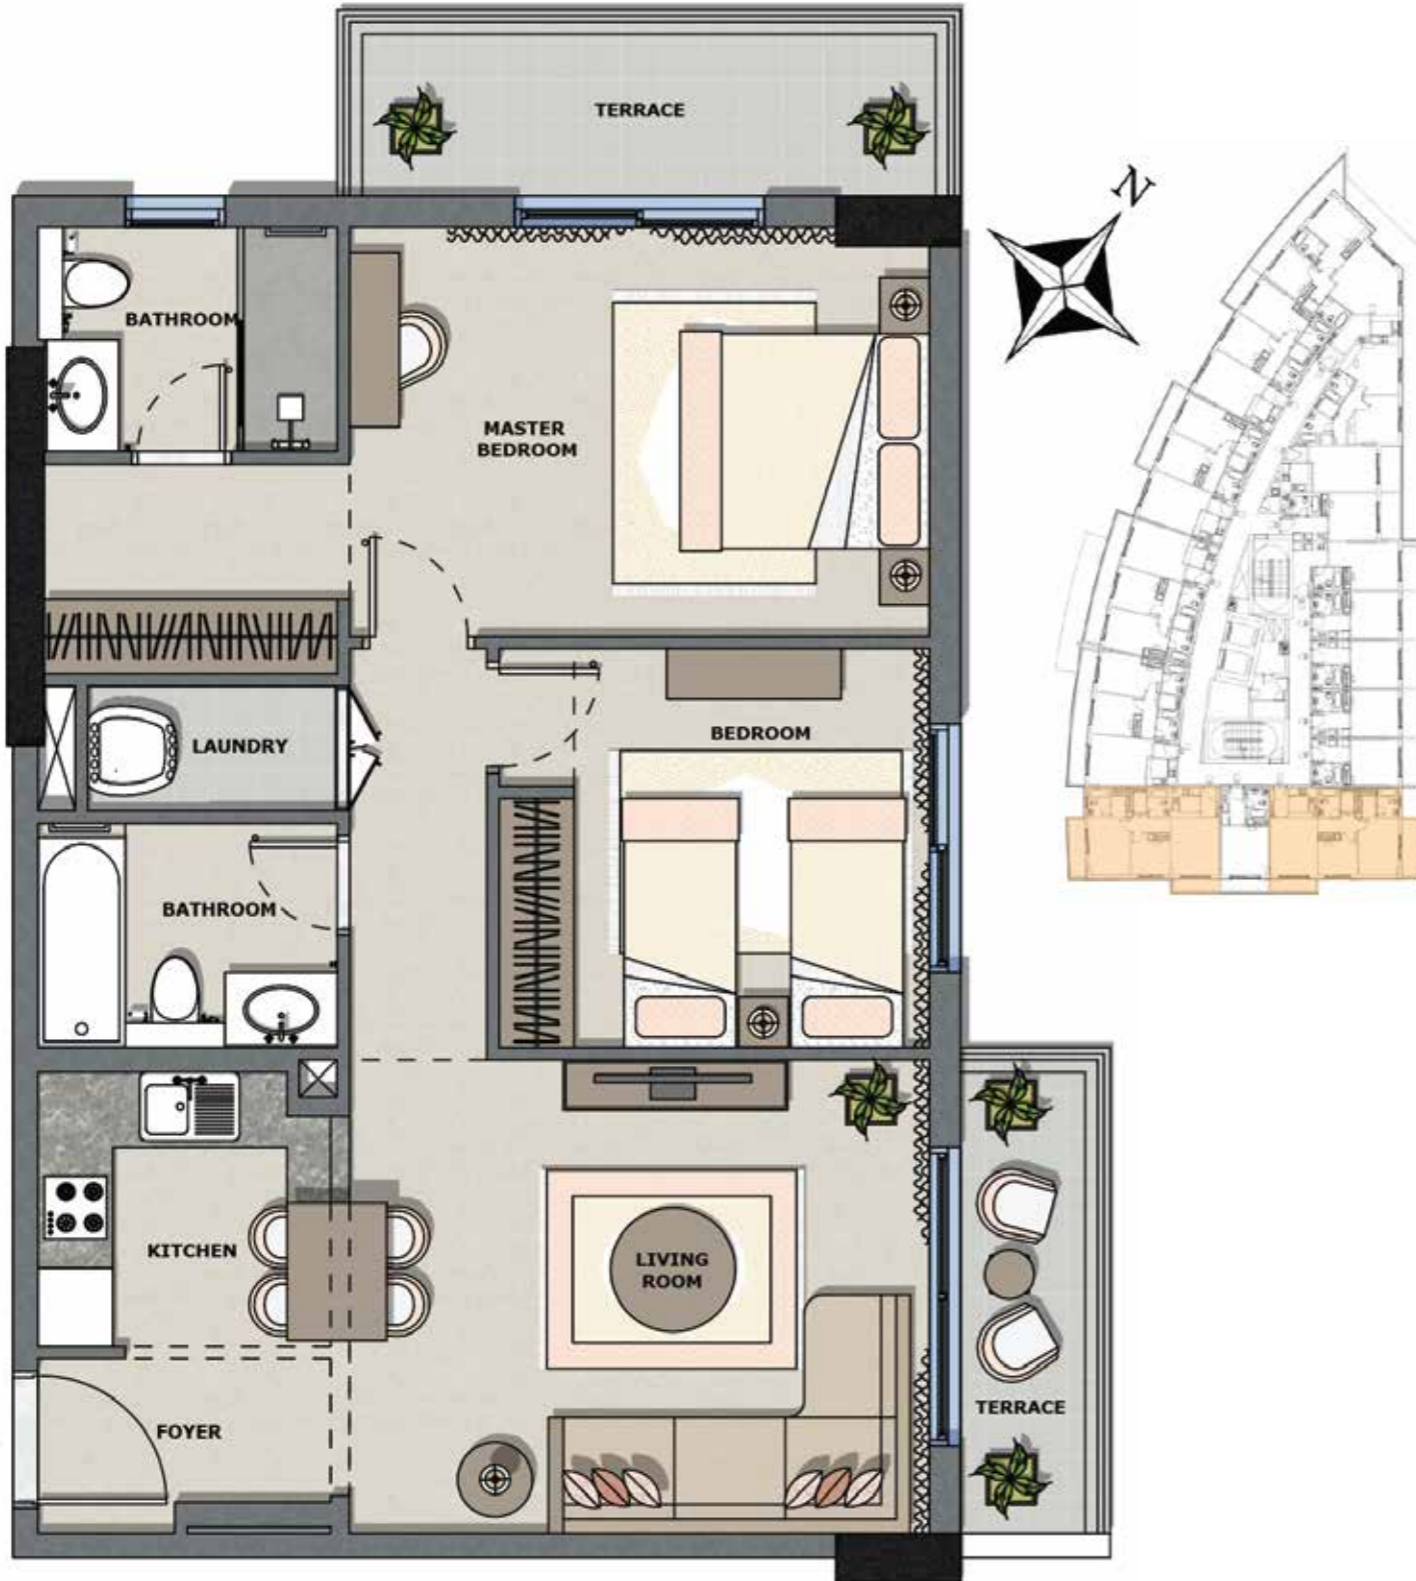 TERRACE
N
BATHROOM
MASTER
BEDROOM
LAUNDRY
BEDROOM
BATHROOM
KITCHEN
LIVING
ROOM
FOYER
TERRACE